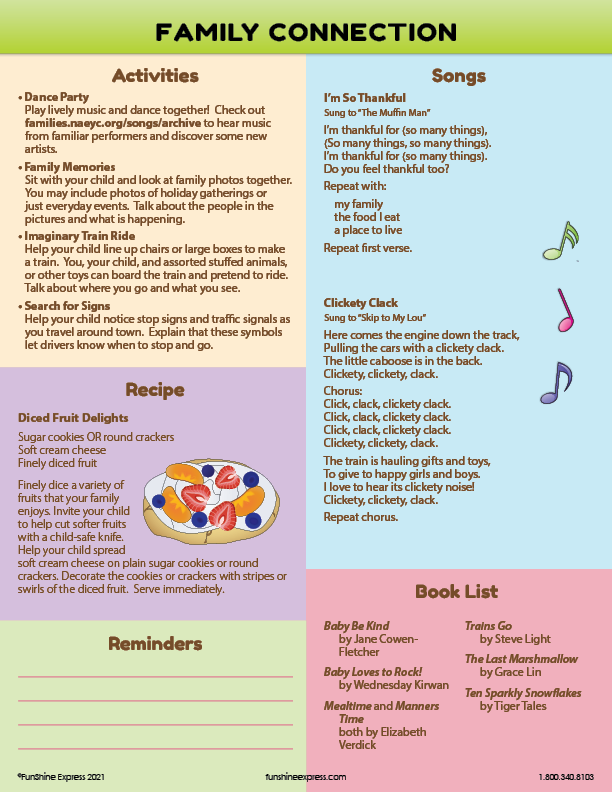 FAMILY CONNECTION
Activities
• Dance Party
Play lively music and dance together! Check out
families.naeyc.org/songs/archive to hear music
from familiar performers and discover some new
artists.
• Family Memories
Sit with your child and look at family photos together.
You may include photos of holiday gatherings or
just everyday events. Talk about the people in the
pictures and what is happening.
• Imaginary Train Ride
Help your child line up chairs or large boxes to make
a train. You, your child, and assorted stuffed animals,
or other toys can board the train and pretend to ride.
Talk about where you go and what you see.
• Search for Signs
Help your child notice stop signs and traffic signals as
you travel around town. Explain that these symbols
let drivers know when to stop and go.
Recipe
Diced Fruit Delights
Sugar cookies OR round crackers
Soft cream cheese
Finely diced fruit
Finely dice a variety of
fruits that your family
enjoys. Invite your child
to help cut softer fruits
with a child-safe knife.
Help your child spread
soft cream cheese on plain sugar cookies or round
crackers. Decorate the cookies or crackers with stripes or
swirls of the diced fruit. Serve immediately.
Reminders
Songs
I'm So Thankful
Sung to "The Muffin Man"
I'm thankful for (so many things),
(So many things, so many things).
I'm thankful for (so many things).
Do you feel thankful too?
Repeat with:
my family
the food I eat
a place to live
Repeat first verse.
Clickety Clack
Sung to "Skip to My Lou"
Here comes the engine down the track,
Pulling the cars with a clickety clack.
The little caboose is in the back.
Clickety, clickety, clack.
Chorus:
Click, clack, clickety clack.
Click, clack, clickety clack.
Click, clack, clickety clack.
Clickety, clickety, clack.
The train is hauling gifts and toys,
To give to happy girls and boys.
I love to hear its clickety noise!
Clickety, clickety, clack.
Repeat chorus.
Book List
Baby Be Kind
by Jane Cowen-
Fletcher
Baby Loves to Rock!
by Wednesday Kirwan
Mealtime and Manners
Time
both by Elizabeth
Verdick
Trains Go
by Steve Light
The Last Marshmallow
by Grace Lin
Ten Sparkly Snowflakes
by Tiger Tales
©FunShine Express 2021
funshineexpress.com
1.800.340.8103